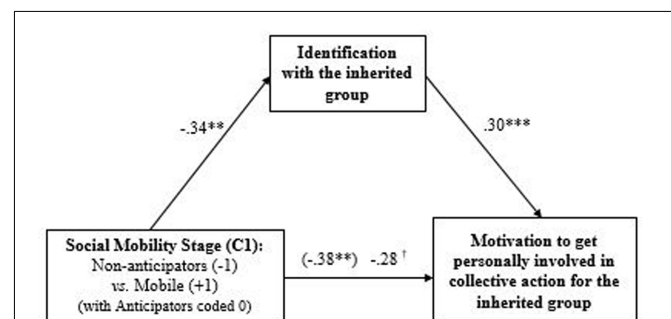 Identification
with the inherited
group
-.34**
.30***
Social Mobility Stage (C1):
Non-anticipators (-1)
vs. Mobile (+1)
(with Anticipators coded 0)
(-.38**) -.28 †
Motivation to get
personally involved in
collective action for the
inherited group